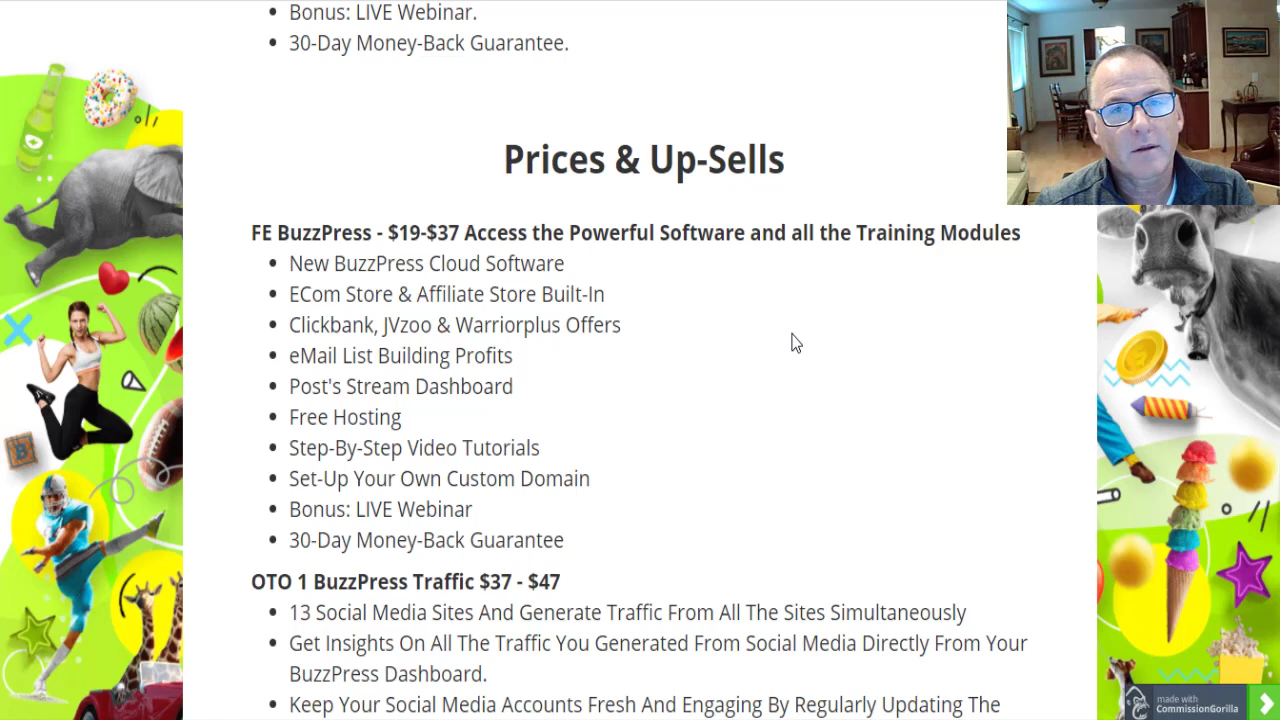 Bonus: LIVE Webinar.
30-Day Money-Back Guarantee.
Prices & Up-Sells
FE BuzzPress - $19-$37 Access the Powerful Software and all the Training Modules
New BuzzPress Cloud Software
ECom Store & Affiliate Store Built-In
Clickbank, JVzoo & Warriorplus Offers
eMail List Building Profits
Post's Stream Dashboard
Free Hosting
Step-By-Step Video Tutorials
Set-Up Your Own Custom Domain
Bonus: LIVE Webinar
30-Day Money-Back Guarantee
OTO 1 BuzzPress Traffic $37 - $47
13 Social Media Sites And Generate Traffic From All The Sites Simultaneously
Get Insights On All The Traffic You Generated From Social Media Directly From Your
BuzzPress Dashboard.
Keep Your Social Media Accounts Fresh And Engaging By Regularly Updating The
made with
CommissionGorilla